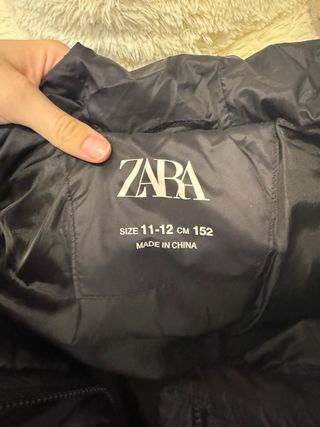 ZARA
SIZE 11-12 CM 152
MADE IN CHINA